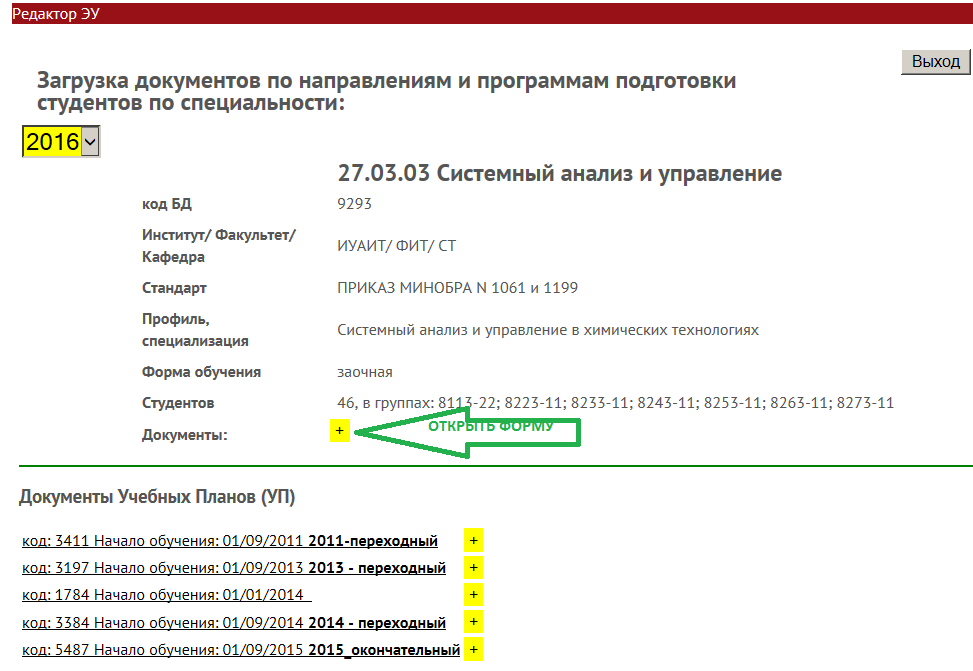 Редактор ЭУ
Выход
Загрузка документов по направлениям и программам подготовки
студентов по специальности:
2016
27.03.03 Системный анализ и управление
код БД 9293
Институт/ Факультет/
Кафедра
ИУАИТ/ ФИТ/ СТ
Стандарт ПРИКАЗ МИНОБРА N 1061 и 1199
Профиль,
специализация
Системный анализ и управление в химических технологиях
Форма обучения заочная
Студентов 46, в группах: 8113-22; 8223-11; 8233-11; 8243-11; 8253-11; 8263-11; 8273-11
Документы: + ОТКРЫТЬ ФОРМУ
Документы Учебных Планов (УП)
код: 3411 Начало обучения: 01/09/2011 2011-переходный +
код: 3197 Начало обучения: 01/09/2013 2013 - переходный +
код: 1784 Начало обучения: 01/01/2014 +
код: 3384 Начало обучения: 01/09/2014 2014 - переходный +
код: 5487 Начало обучения: 01/09/2015 2015_окончательный +